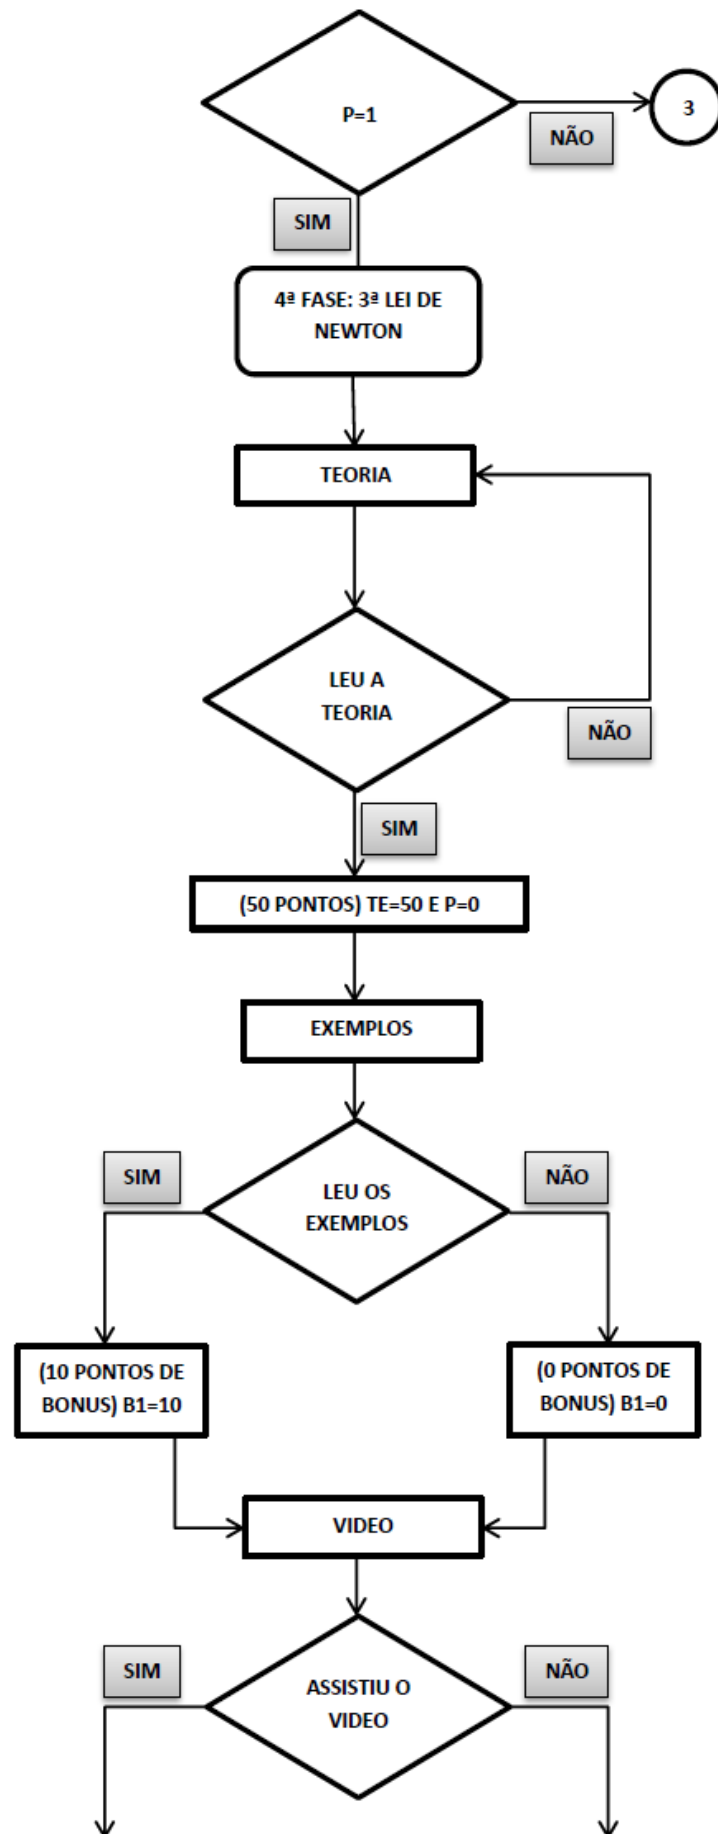 P=1
3
NÃO
SIM
4ª FASE: 3ª LEI DE
NEWTON
TEORIA
LEU A
TEORIA
NÃO
SIM
(50 PONTOS) TE=50 E P=0
EXEMPLOS
SIM
NÃO
LEU OS
EXEMPLOS
(10 PONTOS DE
BONUS) B1=10
(0 PONTOS DE
BONUS) B1=0
VIDEO
SIM
NÃO
ASSISTIU O
VIDEO